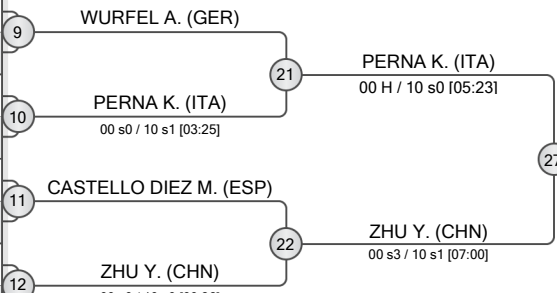 WURFEL A. (GER)
9
PERNA K. (ITA)
21
00 H / 10 s0 [05:23]
PERNA K. (ITA)
10
00 s0 / 10 s1 [03:25]
27
CASTELLO DIEZ M. (ESP)
11
ZHU Y. (CHN)
22
00 s3 / 10 s1 [07:00]
ZHU Y. (CHN)
12